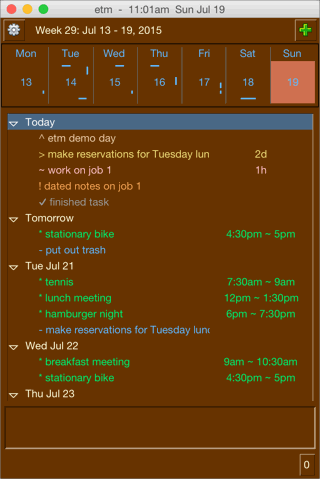 etm - 11:01am Sun Jul 19
Week 29: Jul 13 - 19, 2015
Mon Tue Wed Thu Fri Sat Sun
13 14 15 16 17 18 19
Today
^ etm demo day
> make reservations for Tuesday lun 2d
~ work on job 1 1h
! dated notes on job 1
✓ finished task
Tomorrow
* stationary bike 4:30pm ~ 5pm
- put out trash
Tue Jul 21
* tennis 7:30am ~ 9am
* lunch meeting 12pm ~ 1:30pm
* hamburger night 6pm ~ 7:30pm
- make reservations for Tuesday lunc
Wed Jul 22
* breakfast meeting 9am ~ 10:30am
* stationary bike 4:30pm ~ 5pm
Thu Jul 23
0